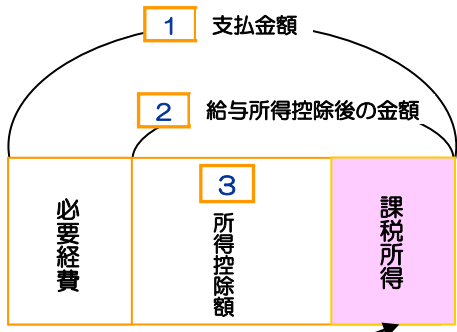 1 支払金額
2 給与所得控除後の金額
必要経費
3
所得控除額
課税所得